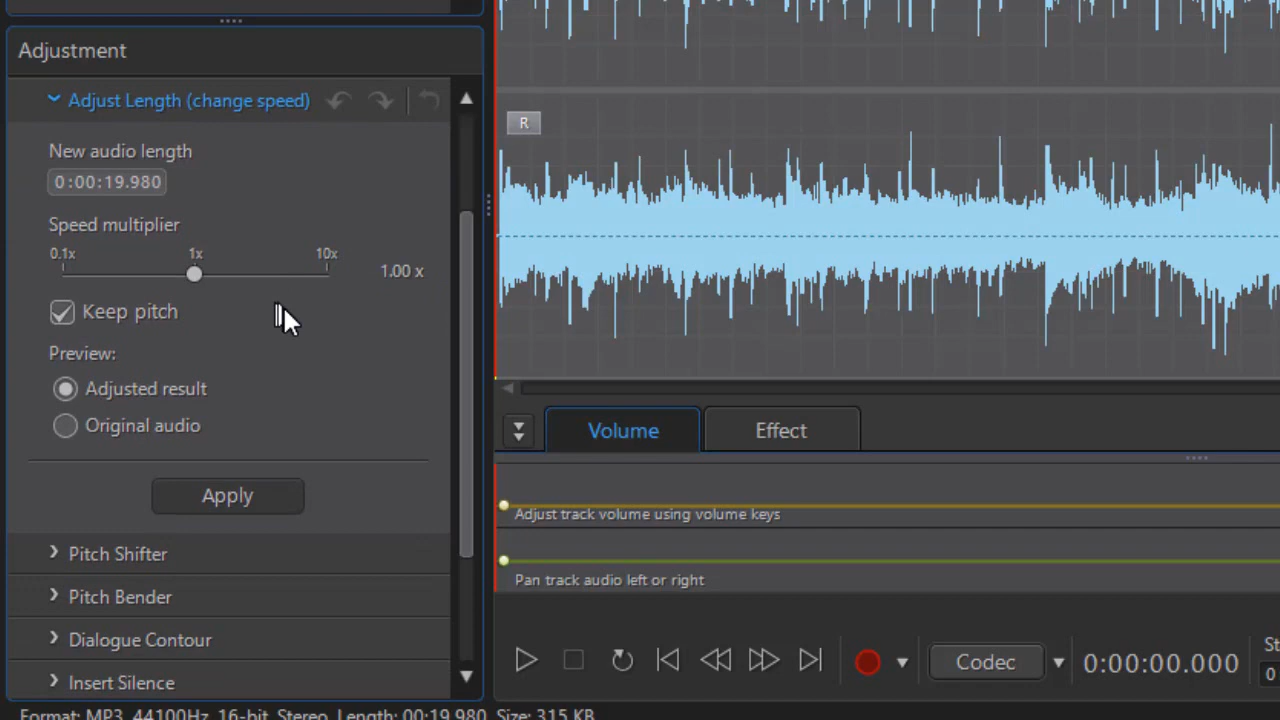 Adjustment
Adjust Length (change speed)
New audio length
0:00:19.980
Speed multiplier
0.1x 1x 10x
1.00 x
Keep pitch
Preview:
Adjusted result
Original audio
Apply
Pitch Shifter
Pitch Bender
Dialogue Contour
Insert Silence
R
Volume Effect
Adjust track volume using volume keys
Pan track audio left or right
Codec 0:00:00.000
St
0
Format: MP3, 44100Hz, 16-bit, Stereo, Length: 00:19.980, Size: 315 KB